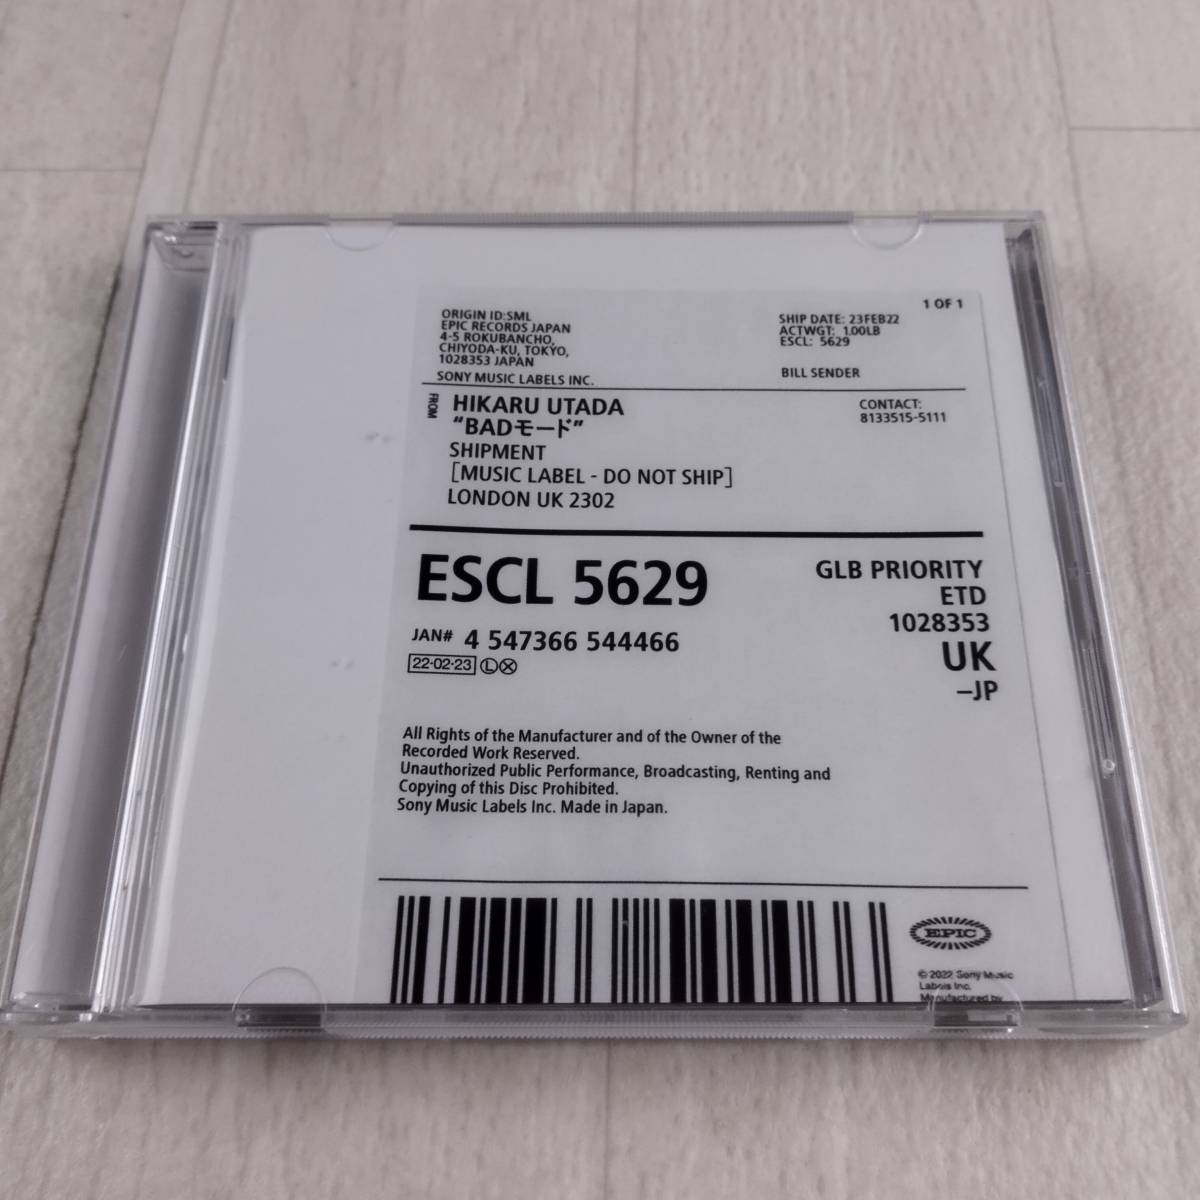 1 OF 1
ORIGIN ID:SML
EPIC RECORDS JAPAN
4-5 ROKUBANCHO,
CHIYODA-KU, TOKYO,
1028353 JAPAN
SONY MUSIC LABELS INC.
SHIP DATE: 23FEB22
ACTWGT: 1.00LB
ESCL: 5629
BILL SENDER
FROM
HIKARU UTADA
“BADモード”
SHIPMENT
[MUSIC LABEL - DO NOT SHIP]
LONDON UK 2302
CONTACT:
8133515-5111
ESCL 5629
JAN# 4 547366 544466
22•02•23 Ⓛ Ⓧ
GLB PRIORITY
ETD
1028353
UK
–JP
All Rights of the Manufacturer and of the Owner of the
Recorded Work Reserved.
Unauthorized Public Performance, Broadcasting, Renting and
Copying of this Disc Prohibited.
Sony Music Labels Inc. Made in Japan.
EPIC
© 2022 Sony Music
Labels Inc.
Manufactured by